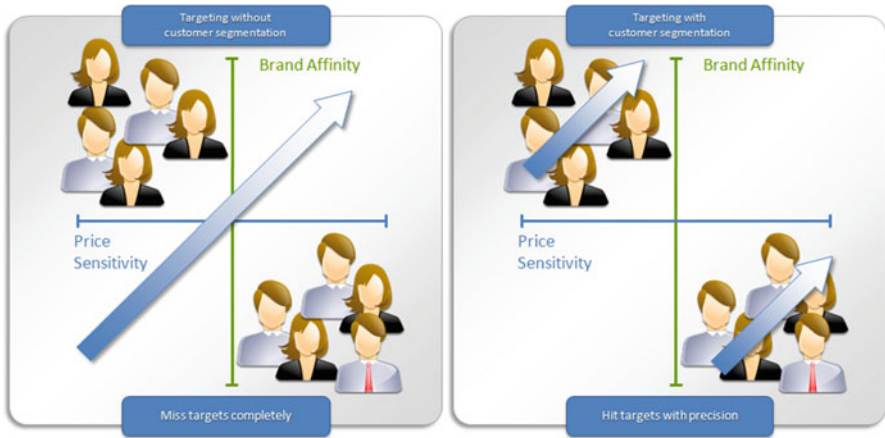 Targeting without
customer segmentation
Brand Affinity
Price
Sensitivity
Miss targets completely
Targeting with
customer segmentation
Brand Affinity
Price
Sensitivity
Hit targets with precision